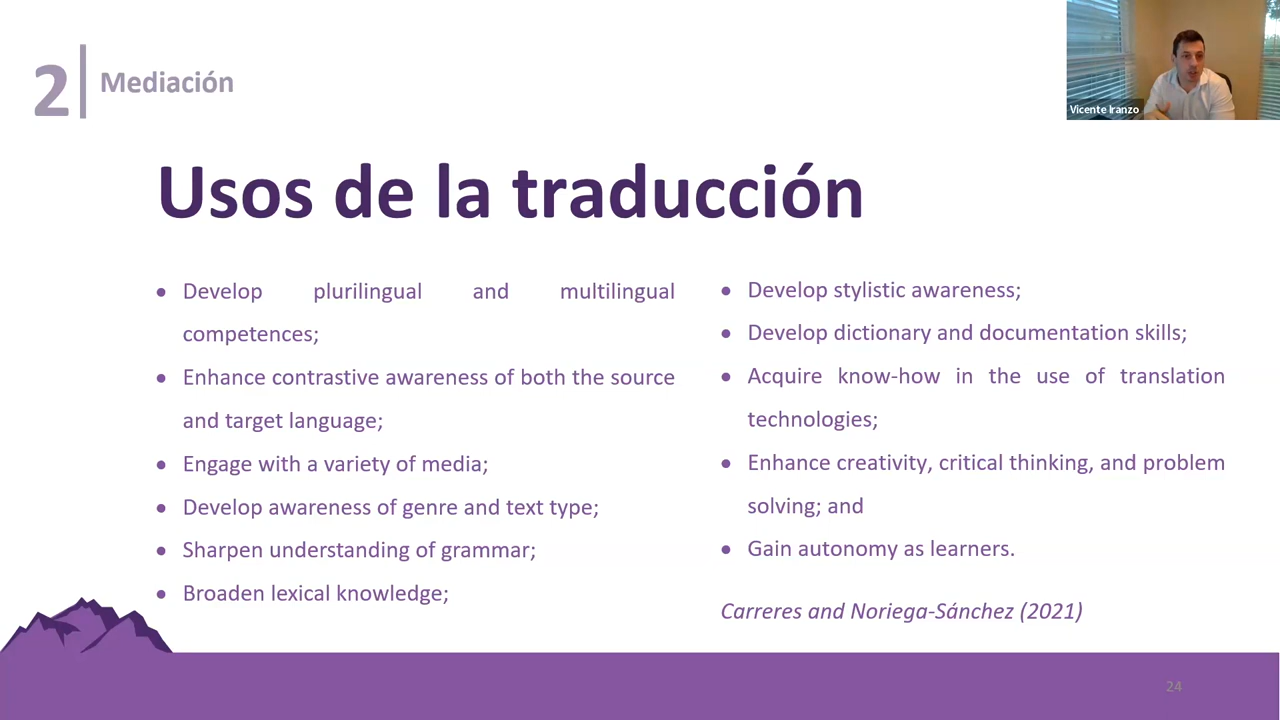 2
Mediación
Vicente Iranzo
Usos de la traducción
• Develop plurilingual and multilingual
competences;
• Enhance contrastive awareness of both the source
and target language;
• Engage with a variety of media;
• Develop awareness of genre and text type;
• Sharpen understanding of grammar;
• Broaden lexical knowledge;
• Develop stylistic awareness;
• Develop dictionary and documentation skills;
• Acquire know-how in the use of translation
technologies;
• Enhance creativity, critical thinking, and problem
solving; and
• Gain autonomy as learners.
Carreres and Noriega-Sánchez (2021)
24